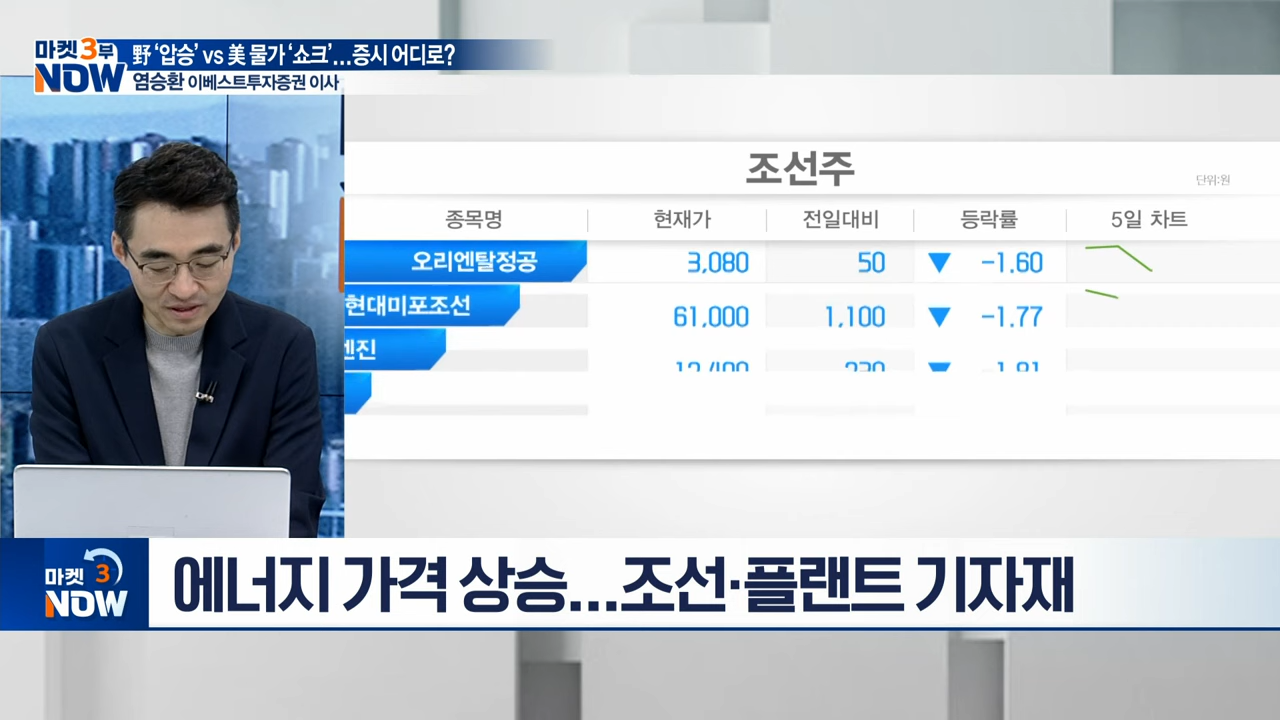 마켓 3부 NOW
野 '압승' vs 美 물가 '쇼크'...증시 어디로?
염승환 이베스트투자증권 이사
조선주
단위:원
종목명 현재가 전일대비 등락률 5일 차트
오리엔탈정공 3,080 50 ▼ -1.60
현대미포조선 61,000 1,100 ▼ -1.77
엔진
마켓 3 NOW
에너지 가격 상승...조선·플랜트 기자재